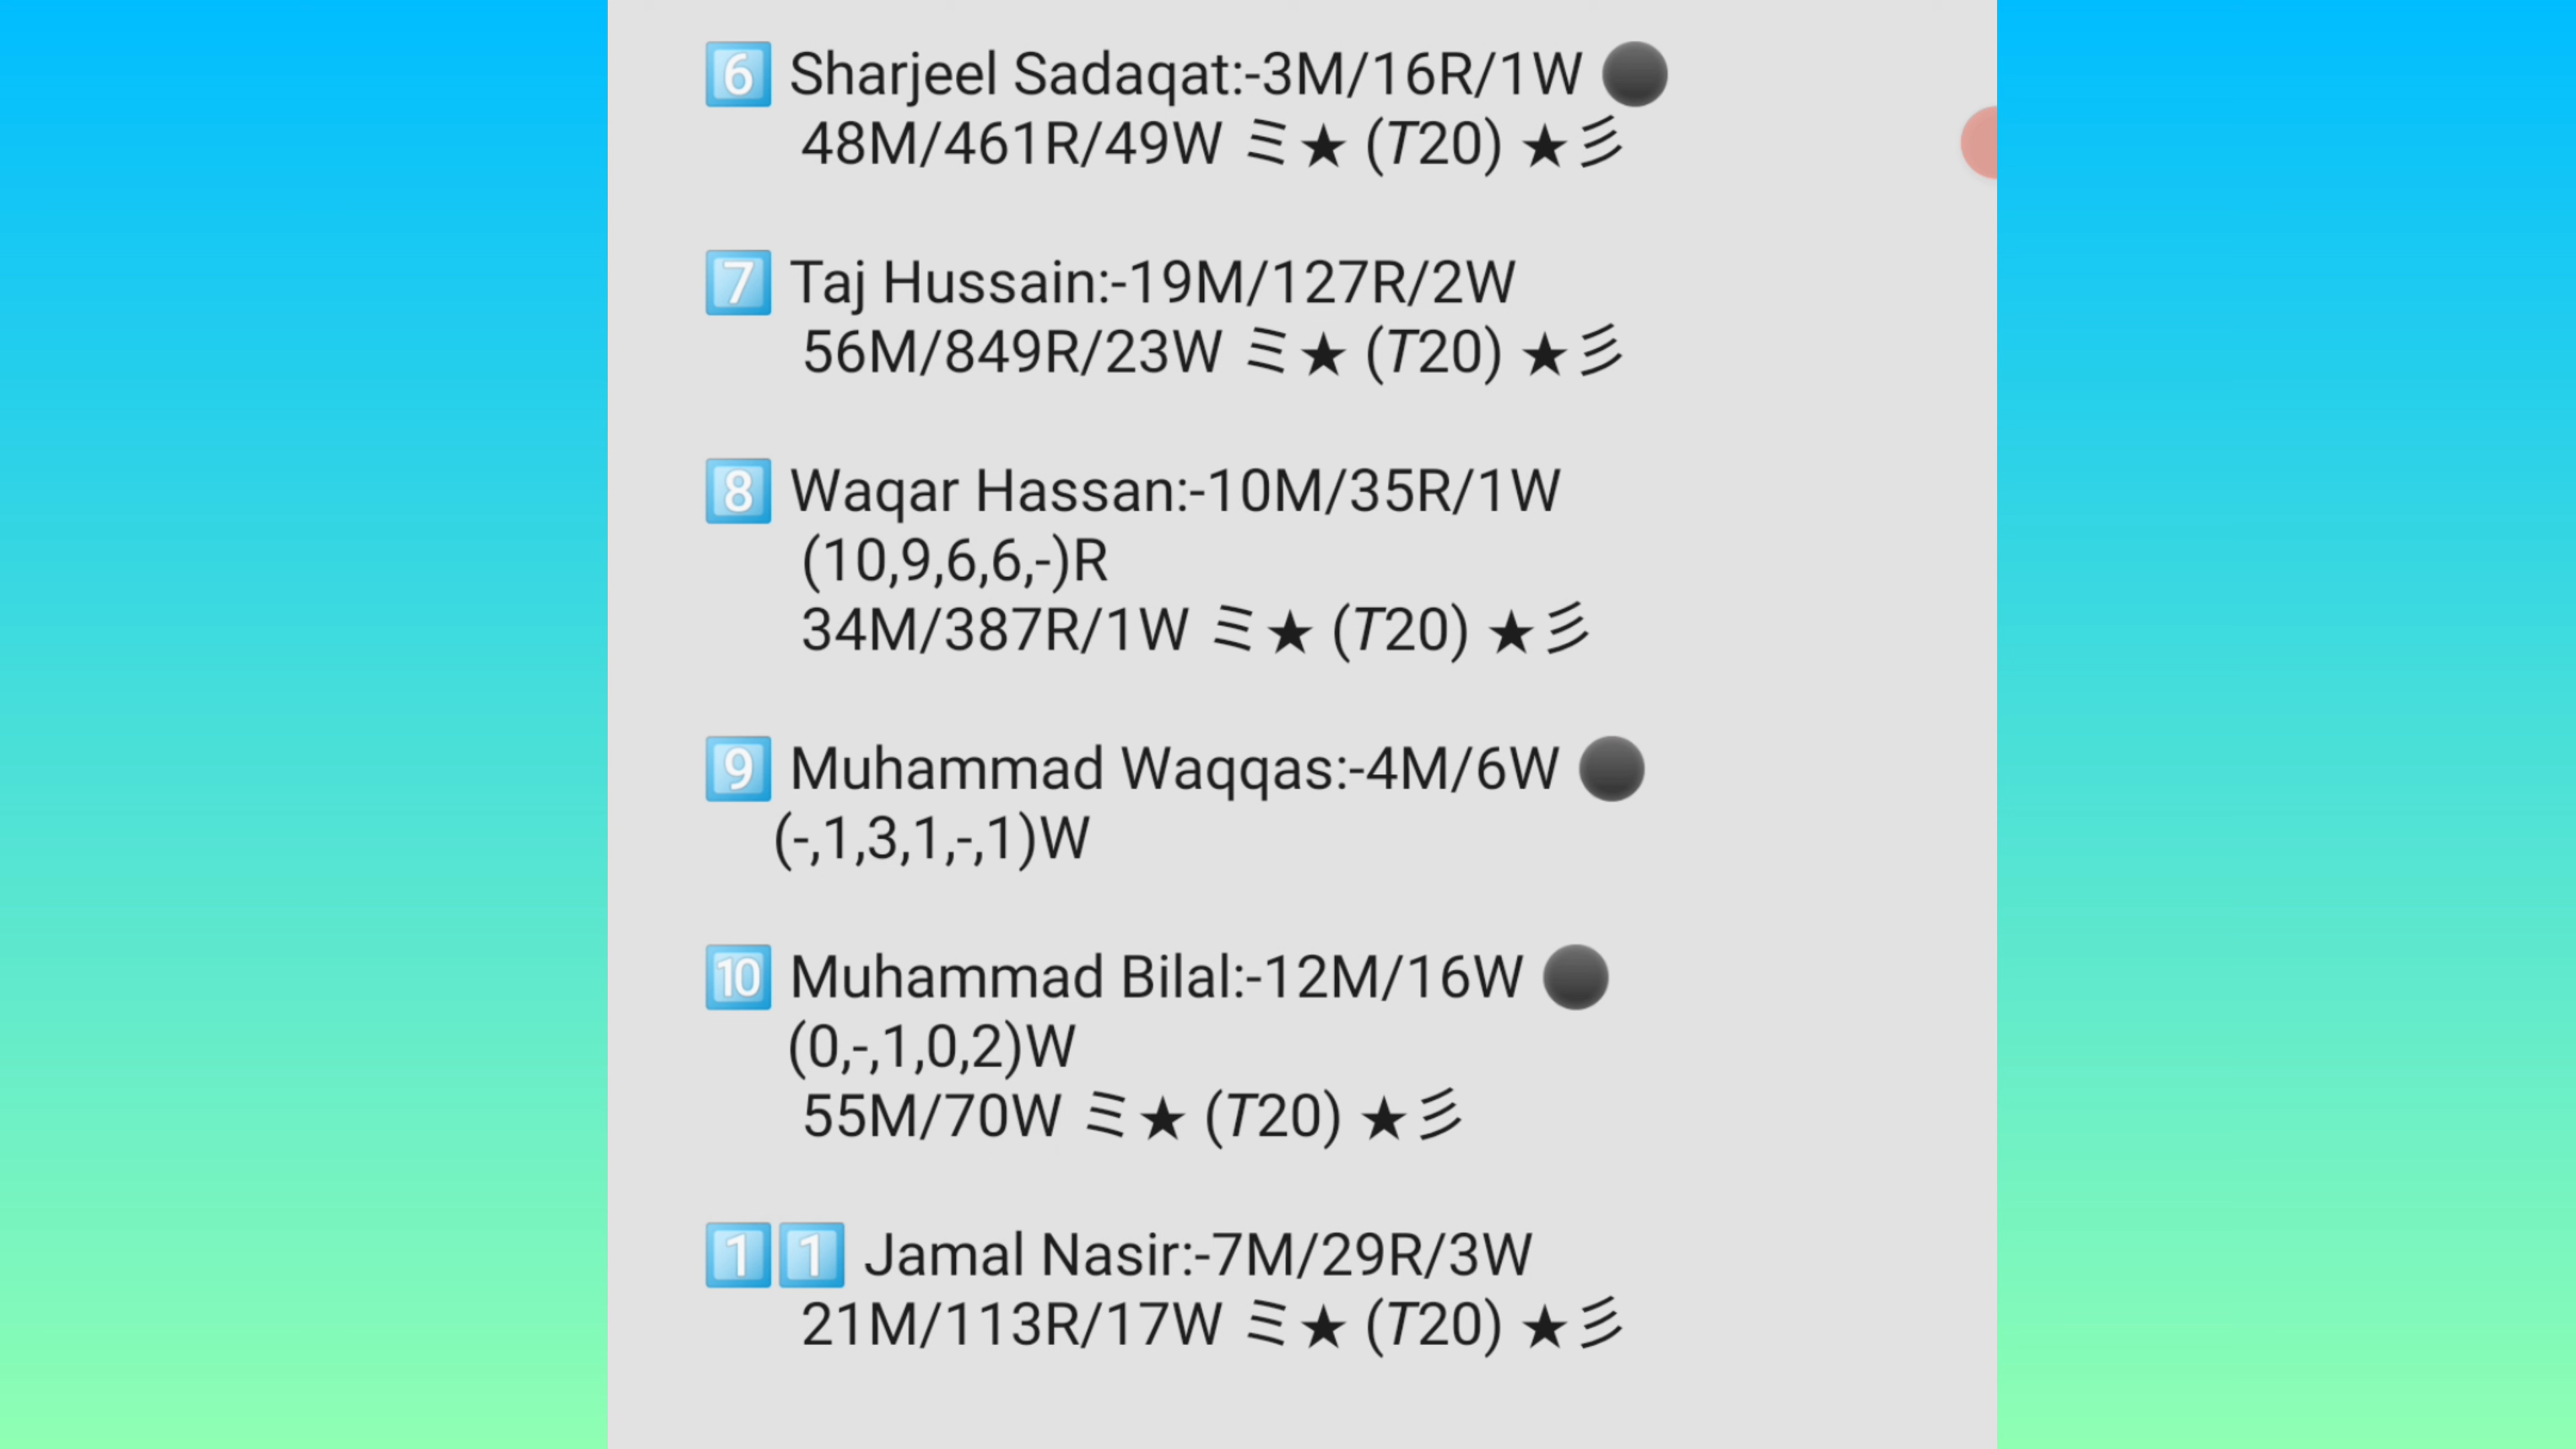 6️⃣ Sharjeel Sadaqat:-3M/16R/1W ⚫
48M/461R/49W ミ★ (𝘛20) ★彡
7️⃣ Taj Hussain:-19M/127R/2W
56M/849R/23W ミ★ (𝘛20) ★彡
8️⃣ Waqar Hassan:-10M/35R/1W
(10,9,6,6,-)R
34M/387R/1W ミ★ (𝘛20) ★彡
9️⃣ Muhammad Waqqas:-4M/6W ⚫
(-,1,3,1,-,1)W
🔟 Muhammad Bilal:-12M/16W ⚫
(0,-,1,0,2)W
55M/70W ミ★ (𝘛20) ★彡
1️⃣1️⃣ Jamal Nasir:-7M/29R/3W
21M/113R/17W ミ★ (𝘛20) ★彡